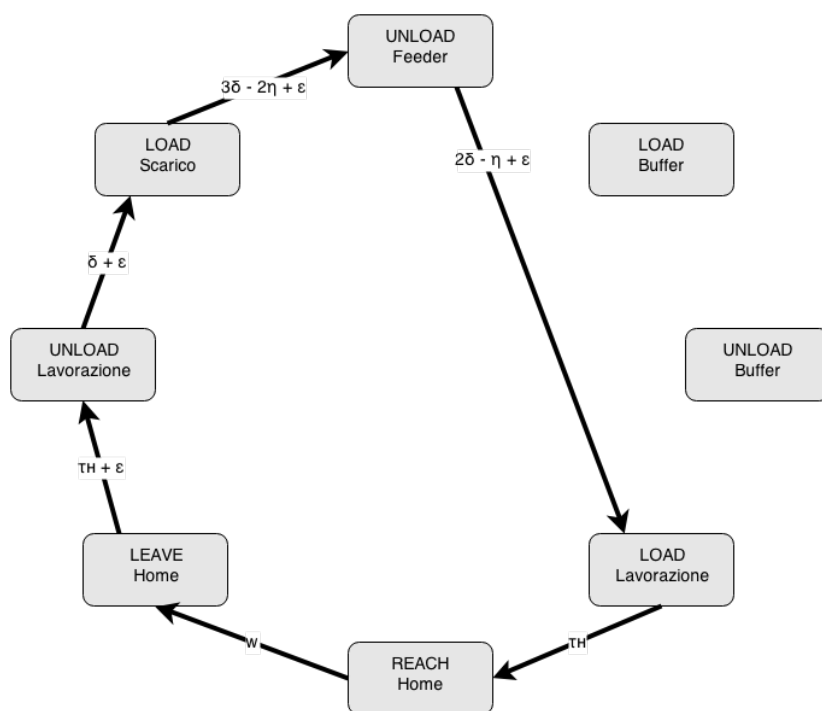 UNLOAD
Feeder
3δ - 2η + ε
LOAD
Scarico
2δ - η + ε
LOAD
Buffer
δ + ε
UNLOAD
Lavorazione
UNLOAD
Buffer
τH + ε
LEAVE
Home
LOAD
Lavorazione
w
τH
REACH
Home